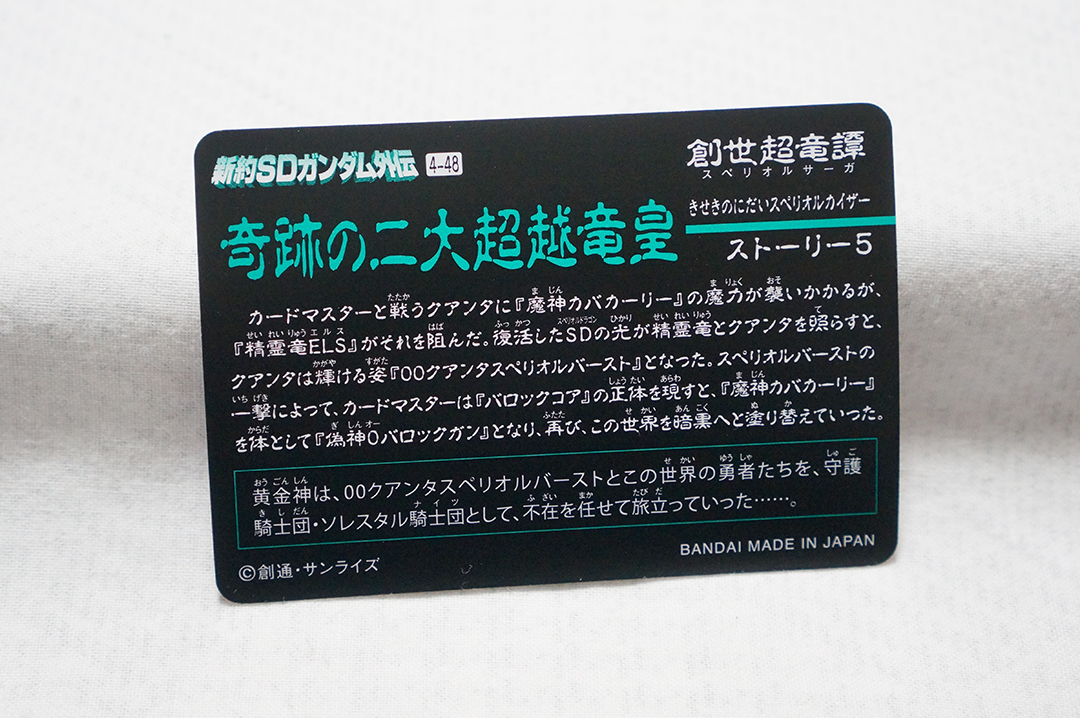 新約SDガンダム外伝 4-48
創世超竜譚
スペリオルサーガ
きせきのにだいスペリオルカイザー
奇跡の二大超越竜皇
ストーリー5
カードマスターと戦うクアンタに『魔神カバカーリー』の魔力が襲いかかるが、
『精霊竜ELS』がそれを阻んだ。復活したSDの光が精霊竜とクアンタを照らすと、
クアンタは輝ける姿『00クアンタスペリオルバースト』となった。スペリオルバーストの
一撃によって、カードマスターは『バロックコア』の正体を現すと、『魔神カバカーリー』
を体として『偽神Oバロックガン』となり、再び、この世界を暗黒へと塗り替えていった。
黄金神は、00クアンタスペリオルバーストとこの世界の勇者たちを、守護
騎士団・ソレスタル騎士団として、不在を任せて旅立っていった……。
©創通・サンライズ
BANDAI MADE IN JAPAN